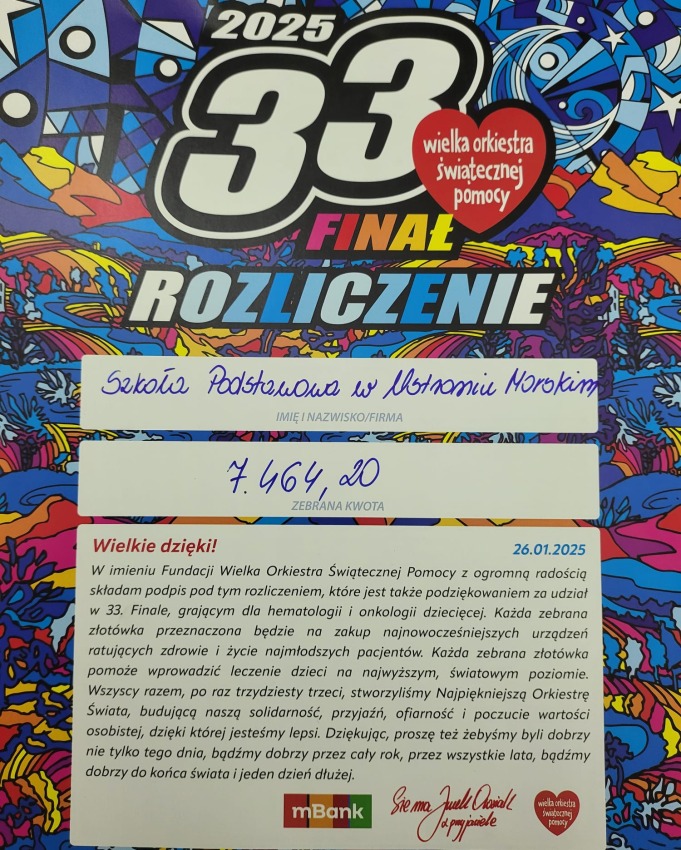 2025
33
wielka orkiestra
świątecznej
pomocy
FINAŁ
ROZLICZENIE
Szkoła Podstawowa w Ustroniu Morskim
IMIĘ I NAZWISKO/FIRMA
7.464,20
ZEBRANA KWOTA
Wielkie dzięki!
26.01.2025
W imieniu Fundacji Wielka Orkiestra Świątecznej Pomocy z ogromną radością
składam podpis pod tym rozliczeniem, które jest także podziękowaniem za udział
w 33. Finale, grającym dla hematologii i onkologii dziecięcej. Każda zebrana
złotówka przeznaczona będzie na zakup najnowocześniejszych urządzeń
ratujących zdrowie i życie najmłodszych pacjentów. Każda zebrana złotówka
pomoże wprowadzić leczenie dzieci na najwyższym, światowym poziomie.
Wszyscy razem, po raz trzydziesty trzeci, stworzyliśmy Najpiękniejszą Orkiestrę
Świata, budującą naszą solidarność, przyjaźń, ofiarność i poczucie wartości
osobistej, dzięki której jesteśmy lepsi. Dziękując, proszę też żebyśmy byli dobrzy
nie tylko tego dnia, bądźmy dobrzy przez cały rok, przez wszystkie lata, bądźmy
dobrzy do końca świata i jeden dzień dłużej.
mBank
Siema Jurek Owsiak
z przyjaciele
wielka orkiestra
świątecznej
pomocy